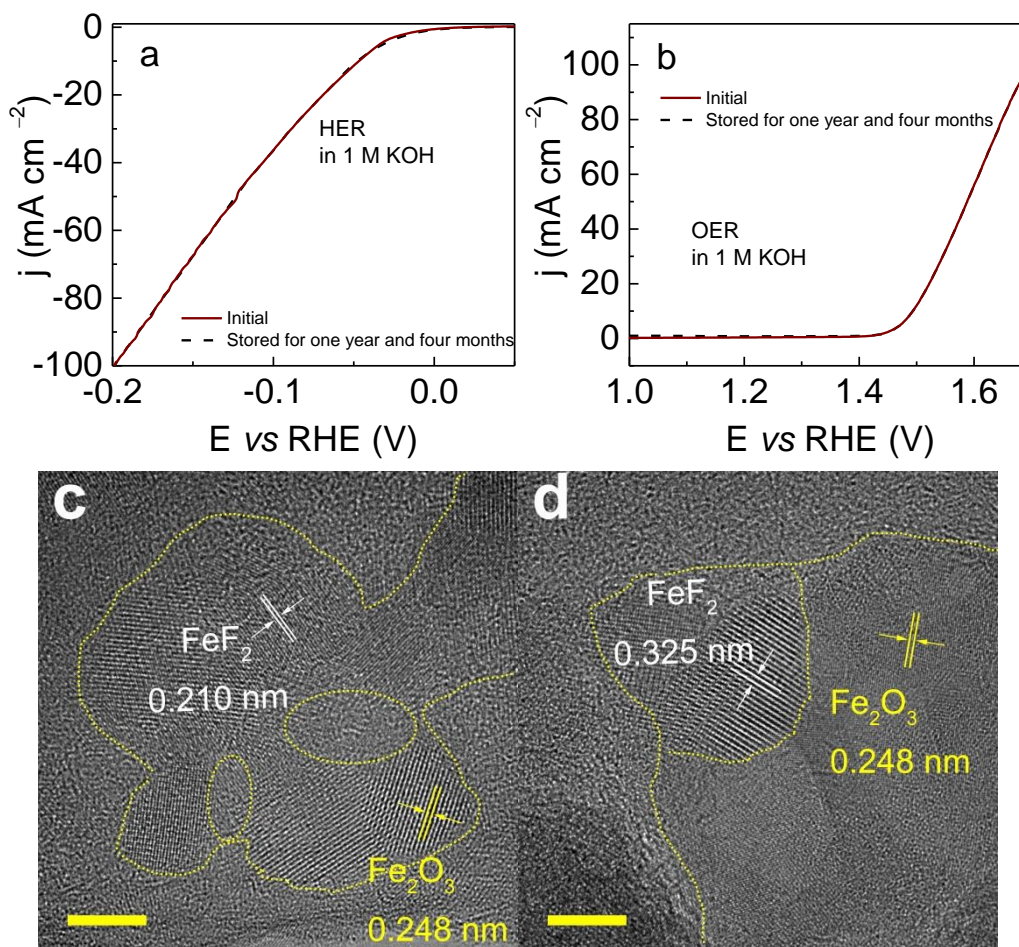 a
0
-20
-40
-60
-80
-100
j (mA cm⁻²)
HER
in 1 M KOH
Initial
Stored for one year and four months
-0.2
-0.1
0.0
E vs RHE (V)
b
100
80
60
40
20
0
j (mA cm⁻²)
Initial
Stored for one year and four months
OER
in 1 M KOH
1.0
1.2
1.4
1.6
E vs RHE (V)
c
FeF₂
0.210 nm
Fe₂O₃
0.248 nm
d
FeF₂
0.325 nm
Fe₂O₃
0.248 nm